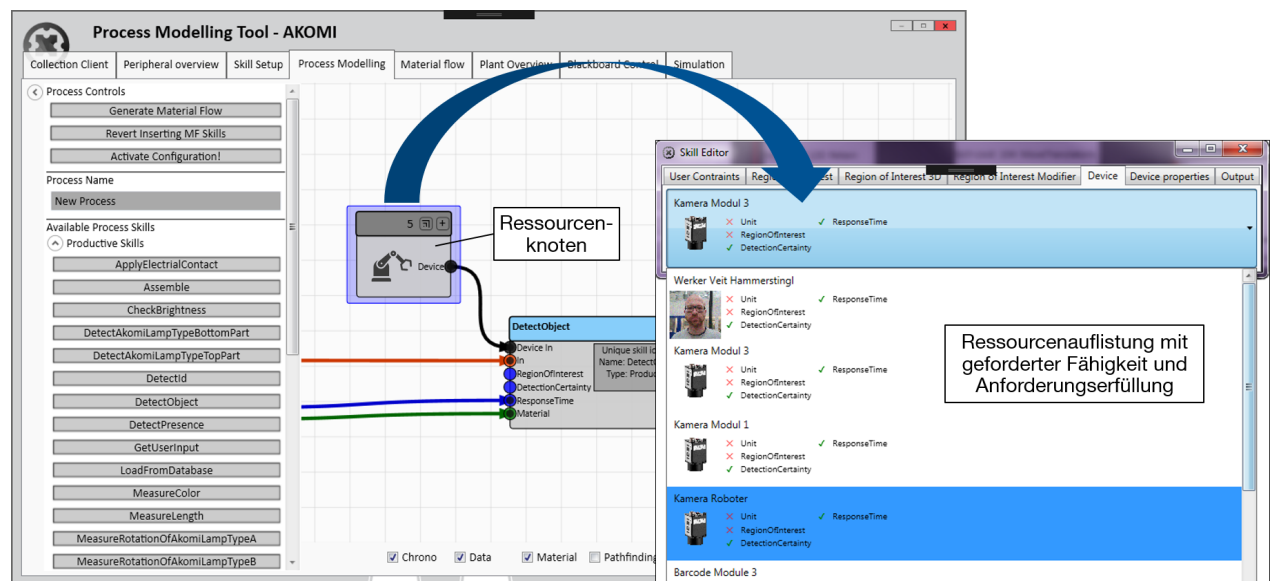 Process Modelling Tool - AKOMI
Collection Client
Peripheral overview
Skill Setup
Process Modelling
Material flow
Plant Overview
Blackboard Control
Simulation
Process Controls
Generate Material Flow
Revert Inserting MF Skills
Activate Configuration!
Process Name
New Process
Available Process Skills
Productive Skills
ApplyElectrialContact
Assemble
CheckBrightness
DetectAkomiLampTypeBottomPart
DetectAkomiLampTypeTopPart
DetectId
DetectObject
DetectPresence
GetUserInput
LoadFromDatabase
MeasureColor
MeasureLength
MeasureRotationOfAkomiLampTypeA
MeasureRotationOfAkomiLampTypeB
5
Device
Ressourcen-
knoten
DetectObject
Device In
In
RegionOfInterest
DetectionCertainty
ResponseTime
Material
Unique skill id
Name: Detect
Type: Produc
Chrono
Data
Material
Pathfinding
Skill Editor
User Contraints
Region of Interest 3D
Region of Interest Modifier
Device
Device properties
Output
Kamera Modul 3
Unit
ResponseTime
RegionOfInterest
DetectionCertainty
Werker Veit Hammerstingl
Unit
ResponseTime
RegionOfInterest
DetectionCertainty
Kamera Modul 3
Unit
ResponseTime
RegionOfInterest
DetectionCertainty
Kamera Modul 1
Unit
ResponseTime
RegionOfInterest
DetectionCertainty
Kamera Roboter
Unit
ResponseTime
RegionOfInterest
DetectionCertainty
Barcode Module 3
Ressourcenauflistung mit
geforderter Fähigkeit und
Anforderungserfüllung